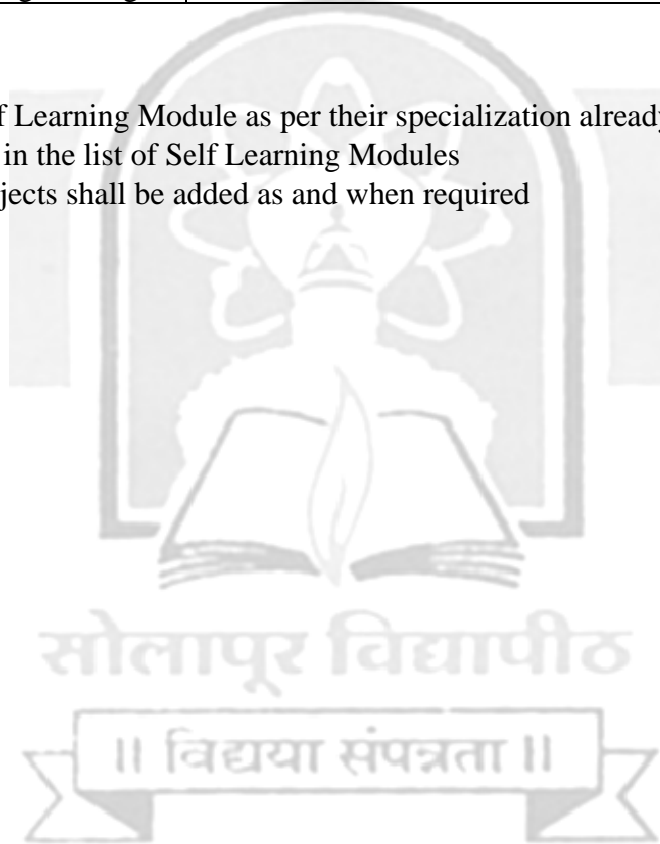 f Learning Module as per their specialization already
in the list of Self Learning Modules
jects shall be added as and when required
सोलापूर विद्यापीठ
॥ विद्यया संपन्नता ॥